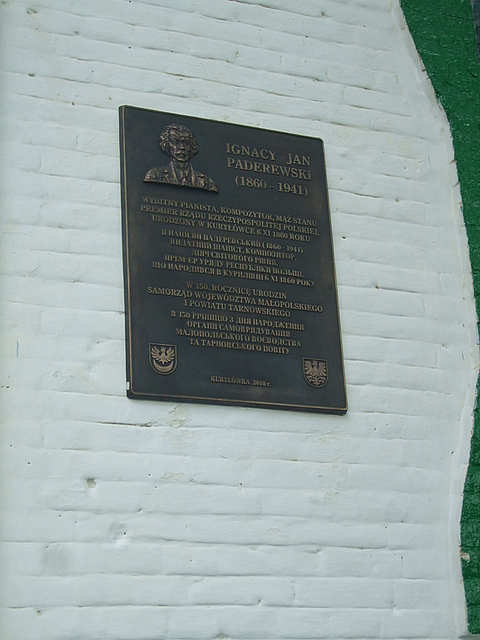 IGNACY JAN
PADEREWSKI
(1860 - 1941)
WYBITNY PIANISTA, KOMPOZYTOR, MĄŻ STANU
PREMIER RZĄDU RZECZYPOSPOLITEJ POLSKIEJ,
URODZONY W KURYŁÓWCE 6 XI 1860 ROKU
ПАДЕРЕВСЬКИЙ (1860 - 1941)
ВИДАТНИЙ ПІАНІСТ, КОМПОЗИТОР,
ДІЯЧ СВІТОВОГО РІВНЯ,
ПРЕМ'ЄР УРЯДУ РЕСПУБЛІКИ ПОЛЬЩІ,
ЩО НАРОДИВСЯ В КУРИЛІВЦІ 6 XI 1860 РОКУ
W 150. ROCZNICĘ URODZIN
SAMORZĄD WOJEWÓDZTWA MAŁOPOLSKIEGO
I POWIATU TARNOWSKIEGO
В 150 РІЧНИЦЮ З ДНЯ НАРОДЖЕННЯ
ОРГАНИ САМОВРЯДУВАННЯ
МАЛОПОЛЬСЬКОГО ВОЄВОДСТВА
ТА ТАРНОВСЬКОГО ПОВІТУ
KURYŁÓWKA 2010 r.